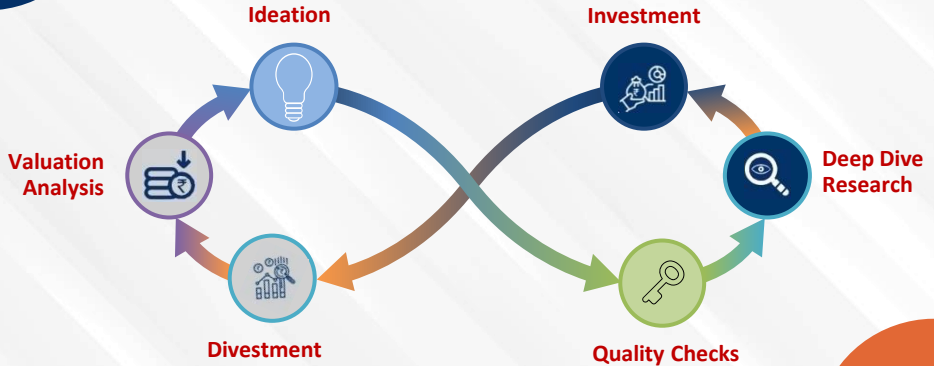 Ideation
Investment
Valuation
Analysis
Deep Dive
Research
Divestment
Quality Checks